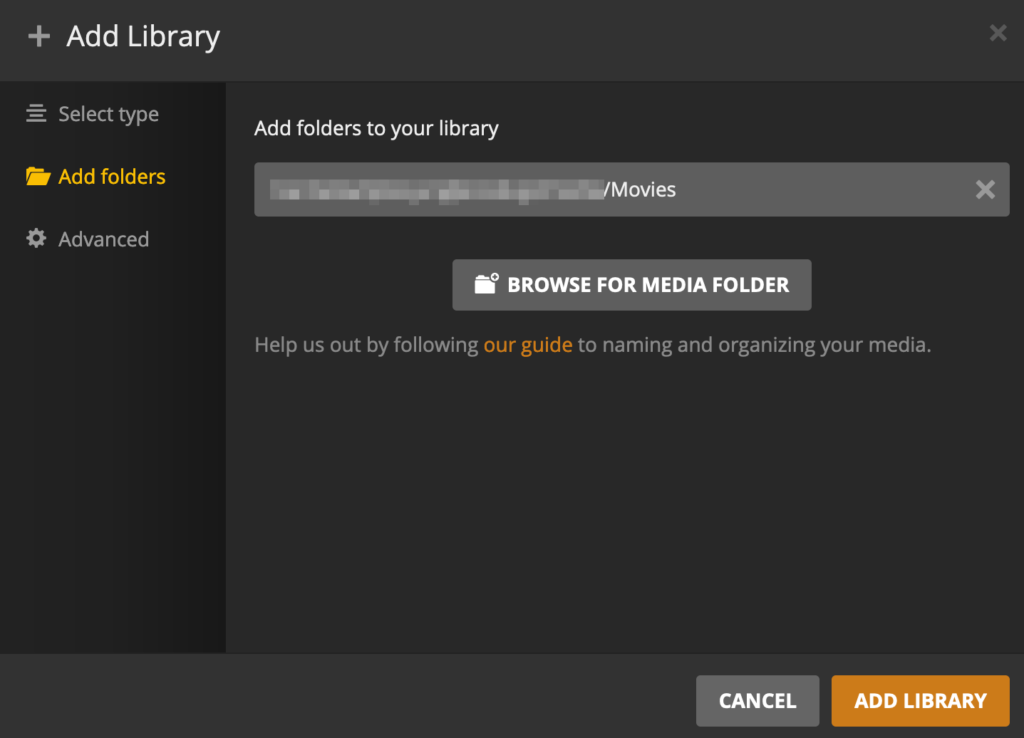 Add Library
Select type
Add folders
Advanced
Add folders to your library
/Movies
BROWSE FOR MEDIA FOLDER
Help us out by following our guide to naming and organizing your media.
CANCEL
ADD LIBRARY